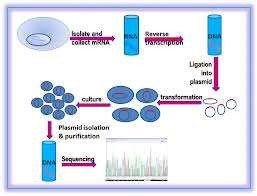 Isolate and
collect mRNA
RNA
Reverse
transcription
DNA
Ligation
into
plasmid
transformation
culture
Plasmid isolation
& purification
DNA
Sequencing